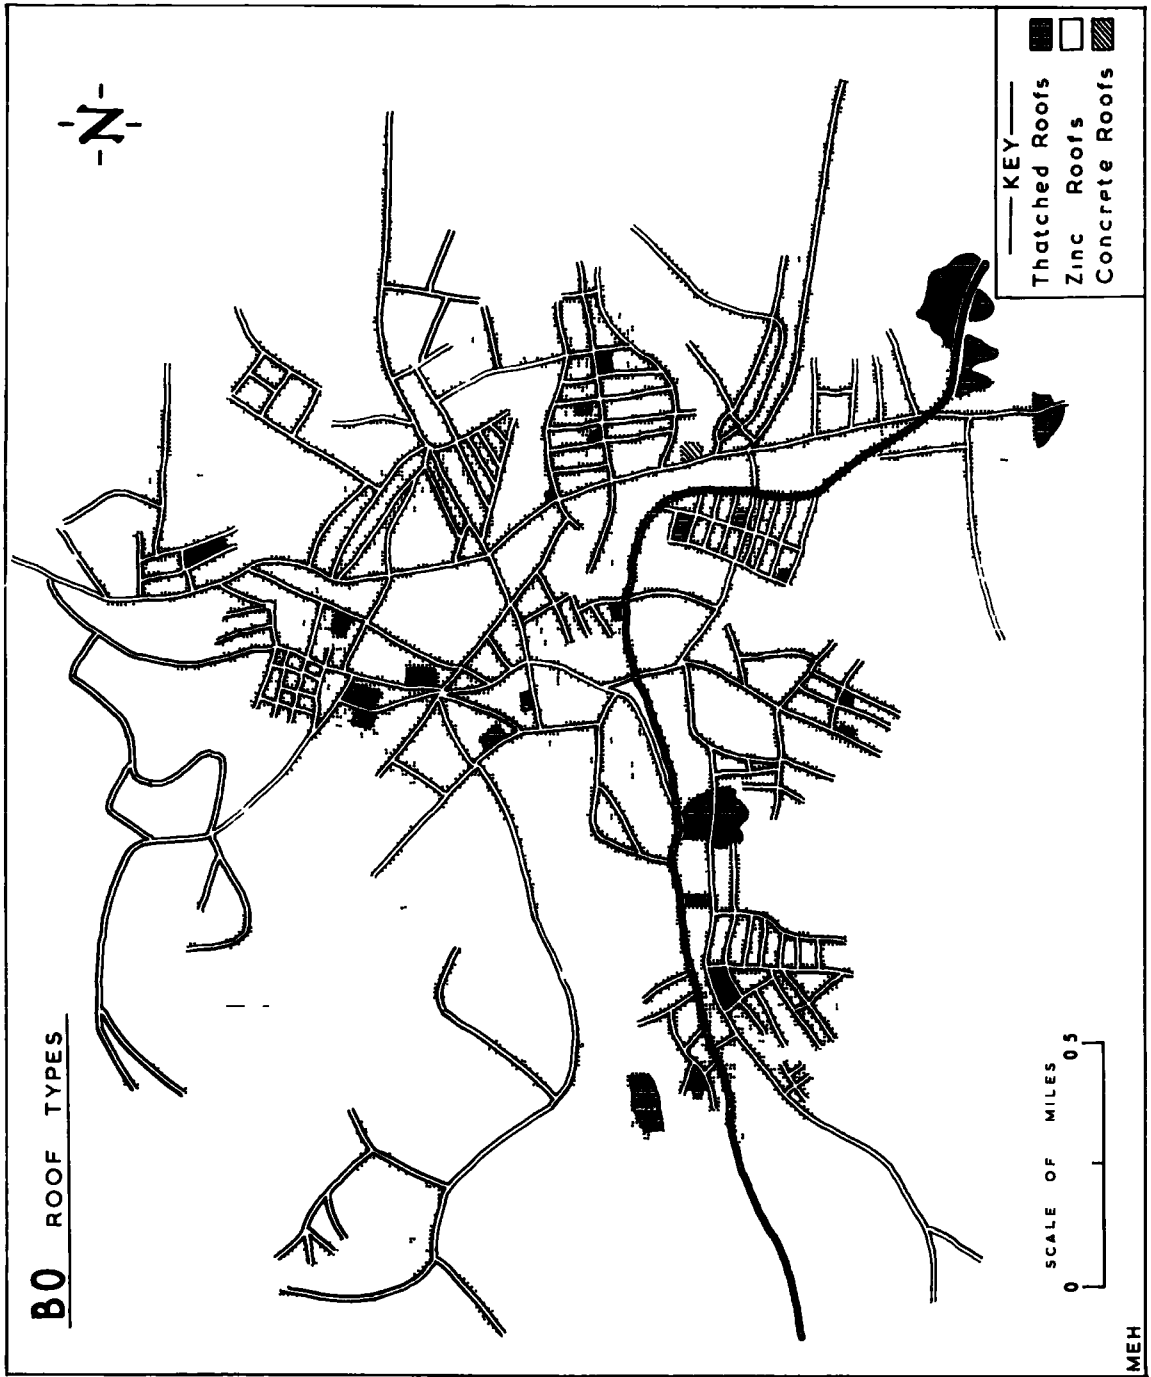 BO ROOF TYPES
N
KEY
Thatched Roofs
Zinc Roofs
Concrete Roofs
SCALE OF MILES
0 0 5
MEH